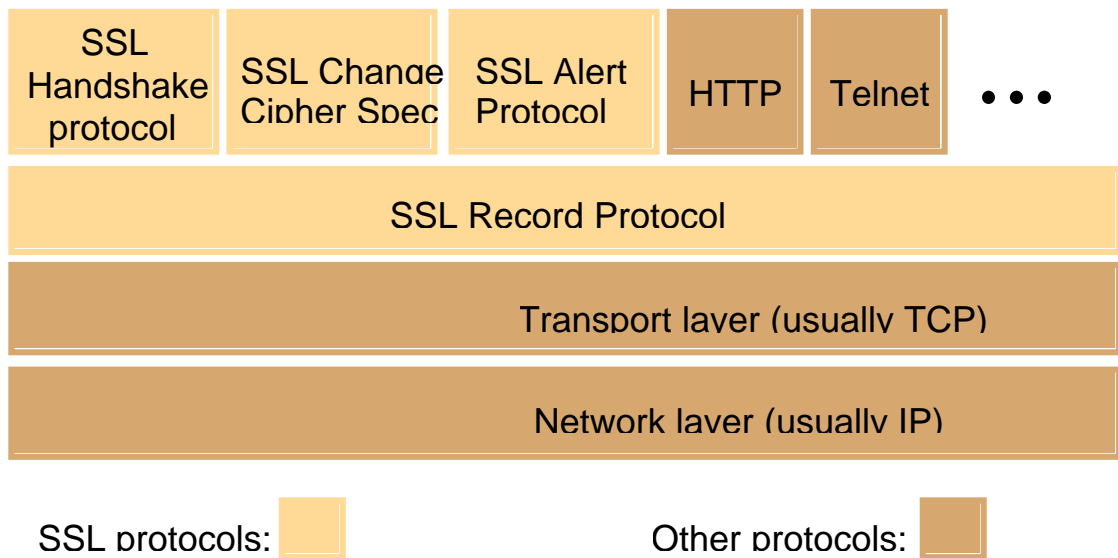 SSL
Handshake
protocol
SSL Change
Cipher Spec
SSL Alert
Protocol
HTTP
Telnet
• • •
SSL Record Protocol
Transport layer (usually TCP)
Network layer (usually IP)
SSL protocols:
Other protocols: